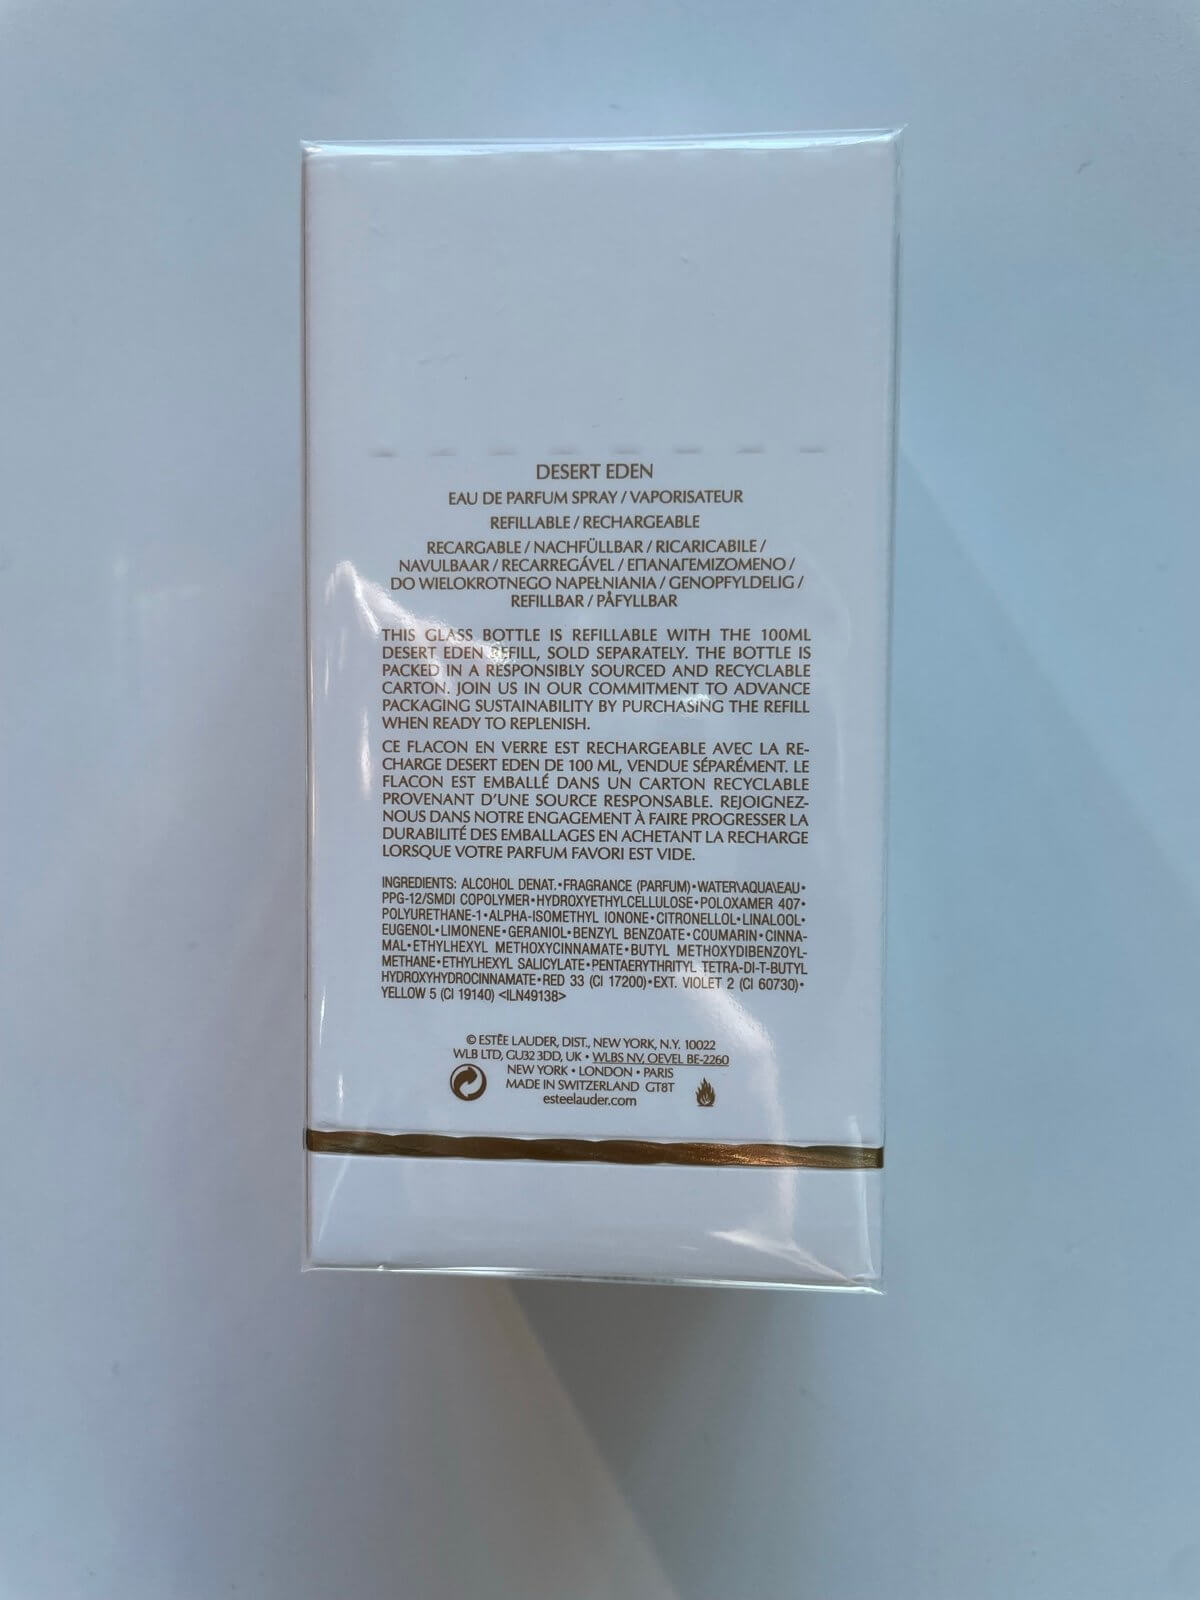 DESERT EDEN
EAU DE PARFUM SPRAY / VAPORISATEUR
REFILLABLE / RECHARGEABLE
RECARGABLE / NACHFÜLLBAR / RICARICABILE /
NAVULBAAR / RECARREGÁVEL / ΕΠΑΝΑΓΕΜΙΖΟΜΕΝΟ /
DO WIELOKROTNEGO NAPEŁNIANIA / GENOPFYLDELIG /
REFILLBAR / PÅFYLLBAR
THIS GLASS BOTTLE IS REFILLABLE WITH THE 100ML
DESERT EDEN REFILL, SOLD SEPARATELY. THE BOTTLE IS
PACKED IN A RESPONSIBLY SOURCED AND RECYCLABLE
CARTON. JOIN US IN OUR COMMITMENT TO ADVANCE
PACKAGING SUSTAINABILITY BY PURCHASING THE REFILL
WHEN READY TO REPLENISH.
CE FLACON EN VERRE EST RECHARGEABLE AVEC LA RE-
CHARGE DESERT EDEN DE 100 ML, VENDUE SÉPARÉMENT. LE
FLACON EST EMBALLÉ DANS UN CARTON RECYCLABLE
PROVENANT D'UNE SOURCE RESPONSABLE. REJOIGNEZ-
NOUS DANS NOTRE ENGAGEMENT À FAIRE PROGRESSER LA
DURABILITÉ DES EMBALLAGES EN ACHETANT LA RECHARGE
LORSQUE VOTRE PARFUM FAVORI EST VIDE.
INGREDIENTS: ALCOHOL DENAT.•FRAGRANCE (PARFUM)•WATER\AQUA\EAU•
PPG-12/SMDI COPOLYMER•HYDROXYETHYLCELLULOSE•POLOXAMER 407•
POLYURETHANE-1•ALPHA-ISOMETHYL IONONE•CITRONELLOL•LINALOOL•
EUGENOL•LIMONENE•GERANIOL•BENZYL BENZOATE•COUMARIN•CINNA-
MAL•ETHYLHEXYL METHOXYCINNAMATE•BUTYL METHOXYDIBENZOYL-
METHANE•ETHYLHEXYL SALICYLATE•PENTAERYTHRITYL TETRA-DI-T-BUTYL
HYDROXYHYDROCINNAMATE•RED 33 (CI 17200)•EXT. VIOLET 2 (CI 60730)•
YELLOW 5 (CI 19140) <ILN49138>
© ESTĒE LAUDER, DIST., NEW YORK, N.Y. 10022
WLB LTD, GU32 3DD, UK • WLBS NV, OEVEL BE-2260
NEW YORK • LONDON • PARIS
MADE IN SWITZERLAND GT8T
esteelauder.com